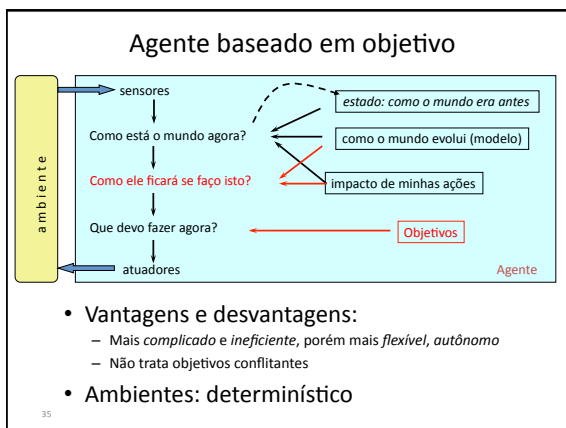 Agente baseado em objetivo
ambiente
sensores
estado: como o mundo era antes
Como está o mundo agora?
como o mundo evolui (modelo)
Como ele ficará se faço isto?
impacto de minhas ações
Que devo fazer agora?
Objetivos
atuadores
Agente
• Vantagens e desvantagens:
– Mais complicado e ineficiente, porém mais flexível, autônomo
– Não trata objetivos conflitantes
• Ambientes: determinístico
35